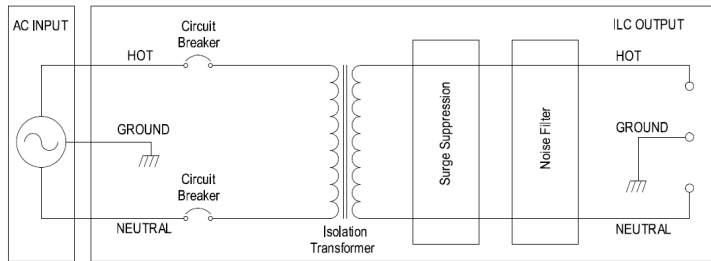 AC INPUT
ILC OUTPUT
Circuit
Breaker
HOT
HOT
GROUND
GROUND
Surge Suppression
Noise Filter
Circuit
Breaker
NEUTRAL
NEUTRAL
Isolation
Transformer